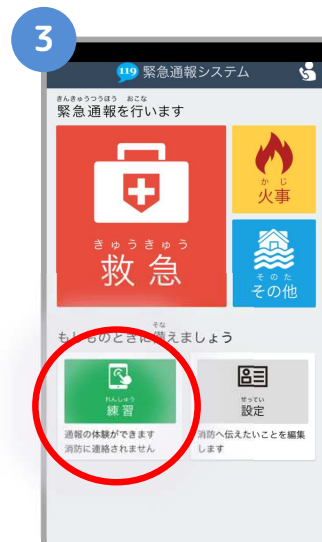 3
119 緊急通報システム
きんきゅうつうほう おこな
緊急通報を行います
きゅうきゅう
救急
かじ
火事
そのた
その他
そな
もしものときに備えましょう
れんしゅう
練習
通報の体験ができます
消防に連絡されません
せってい
設定
消防へ伝えたいことを編集
します